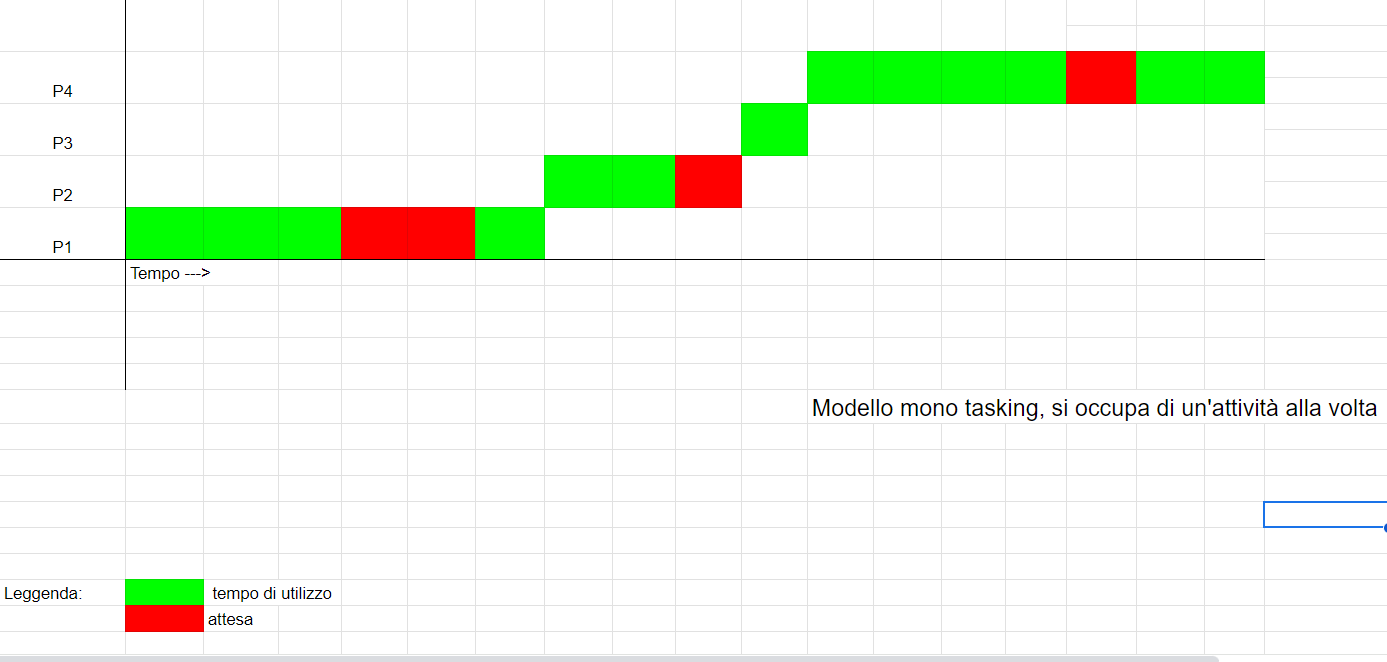 P4
P3
P2
P1
Tempo --->
Modello mono tasking, si occupa di un'attività alla volta
Leggenda:
tempo di utilizzo
attesa